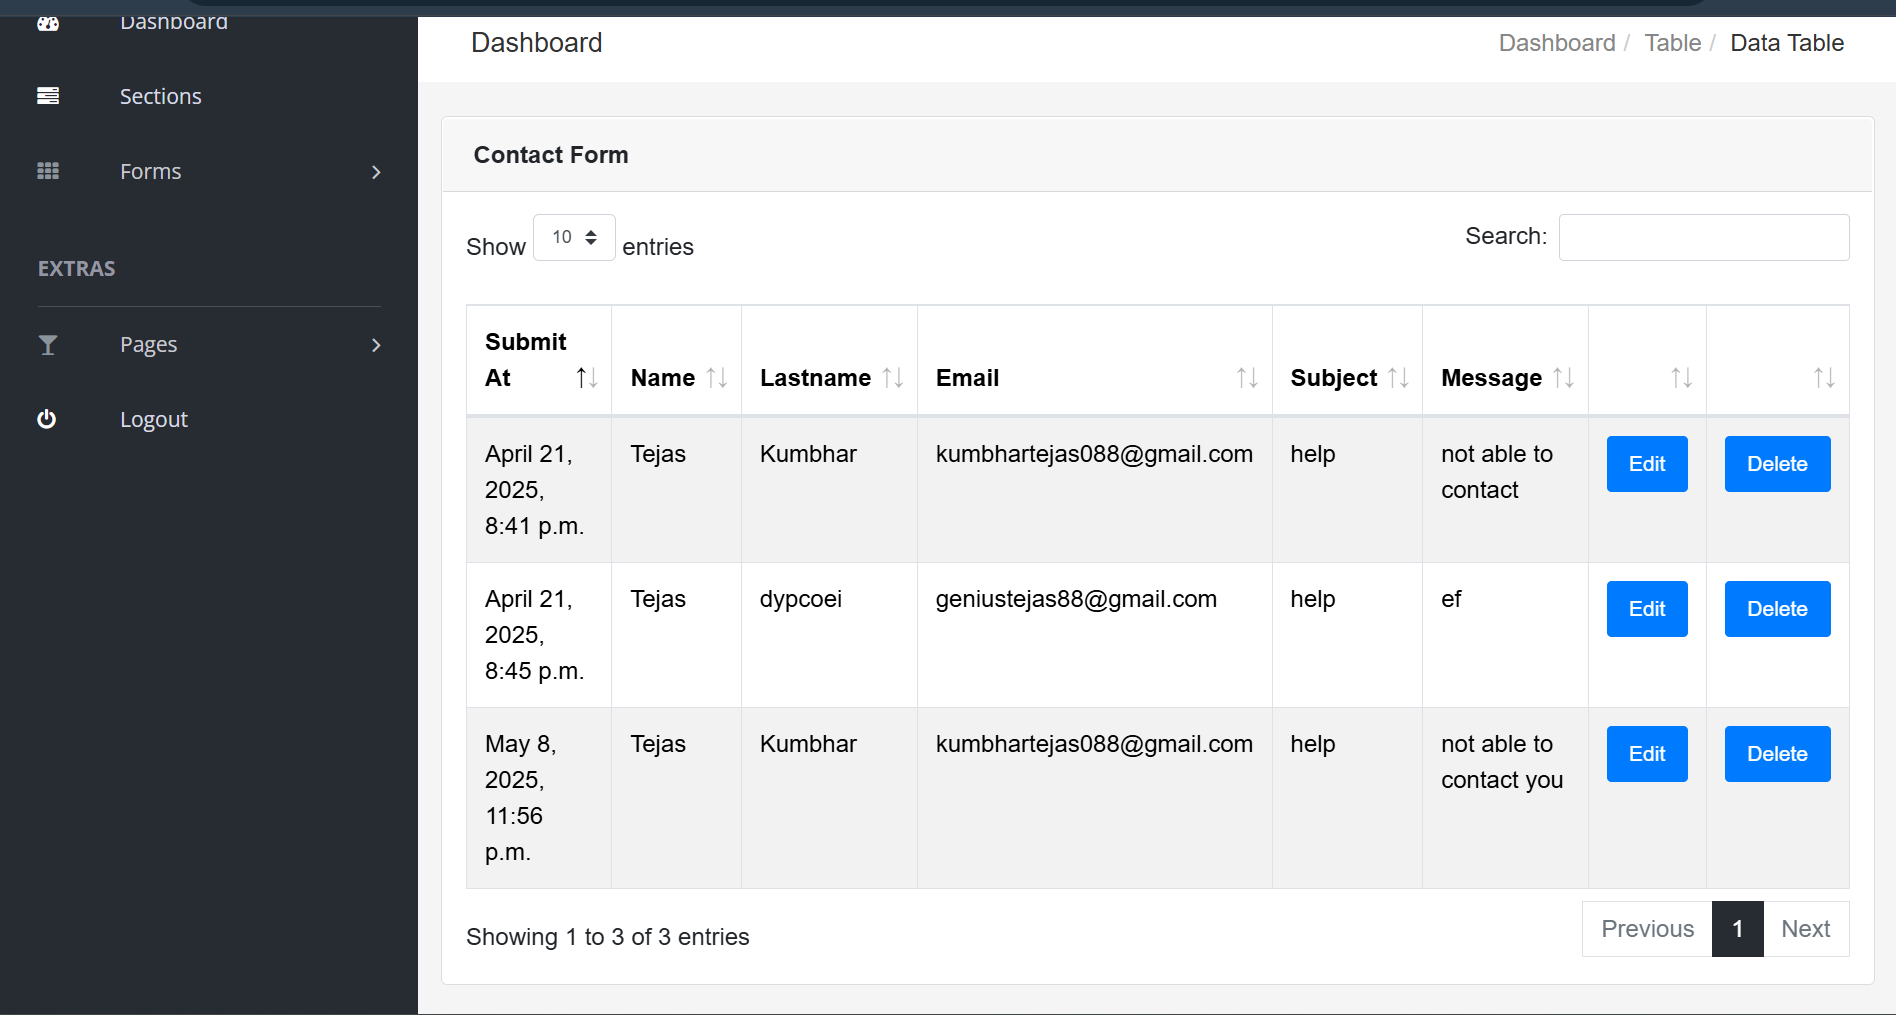 Dashboard
Sections
Forms
EXTRAS
Pages
Logout
Dashboard
Dashboard / Table / Data Table
Contact Form
Show 10 entries
Search:
Submit At Name Lastname Email Subject Message
April 21, 2025, 8:41 p.m. Tejas Kumbhar kumbhartejas088@gmail.com help not able to contact Edit Delete
April 21, 2025, 8:45 p.m. Tejas dypcoei geniustejas88@gmail.com help ef Edit Delete
May 8, 2025, 11:56 p.m. Tejas Kumbhar kumbhartejas088@gmail.com help not able to contact you Edit Delete
Showing 1 to 3 of 3 entries
Previous 1 Next